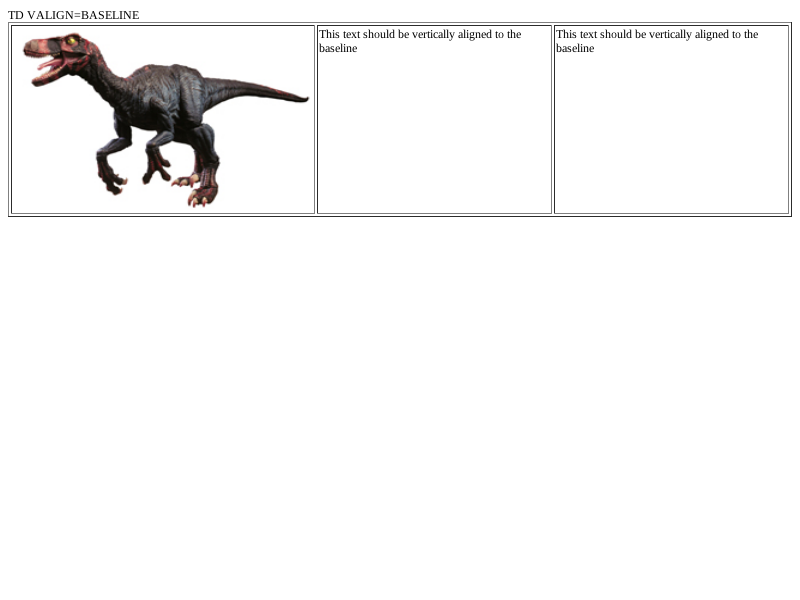 TD VALIGN=BASELINE
This text should be vertically aligned to the
baseline
This text should be vertically aligned to the
baseline